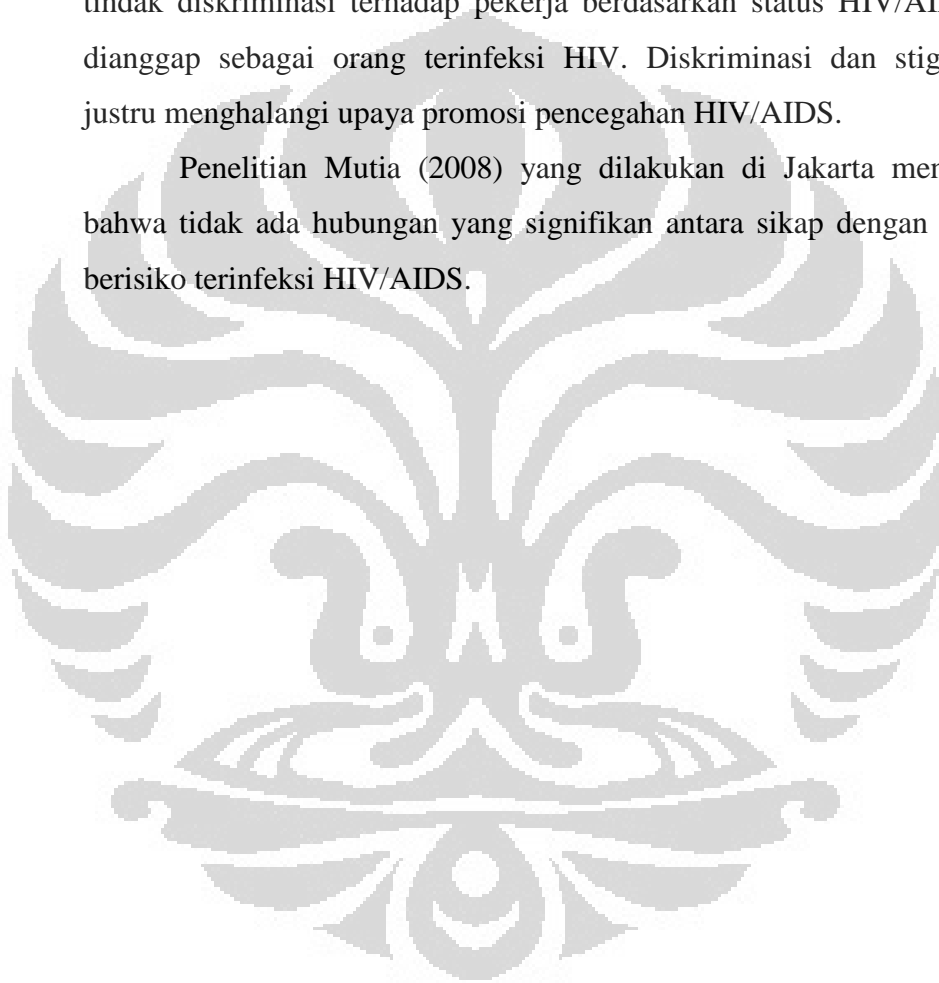 tindak diskriminasi terhadap pekerja berdasarkan status HIV/AI
dianggap sebagai orang terinfeksi HIV. Diskriminasi dan stig
justru menghalangi upaya promosi pencegahan HIV/AIDS.
Penelitian Mutia (2008) yang dilakukan di Jakarta men
bahwa tidak ada hubungan yang signifikan antara sikap dengan
berisiko terinfeksi HIV/AIDS.